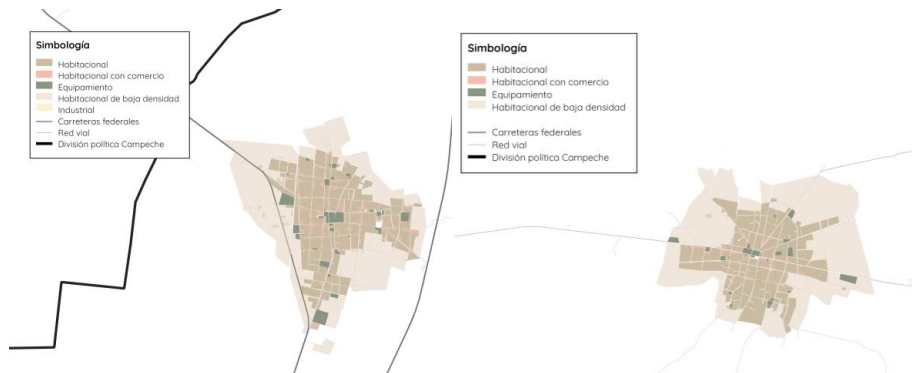 Simbología
Habitacional
Habitacional con comercio
Equipamiento
Habitacional de baja densidad
Industrial
Carreteras federales
Red vial
División política Campeche
Simbología
Habitacional
Habitacional con comercio
Equipamiento
Habitacional de baja densidad
Carreteras federales
Red vial
División política Campeche